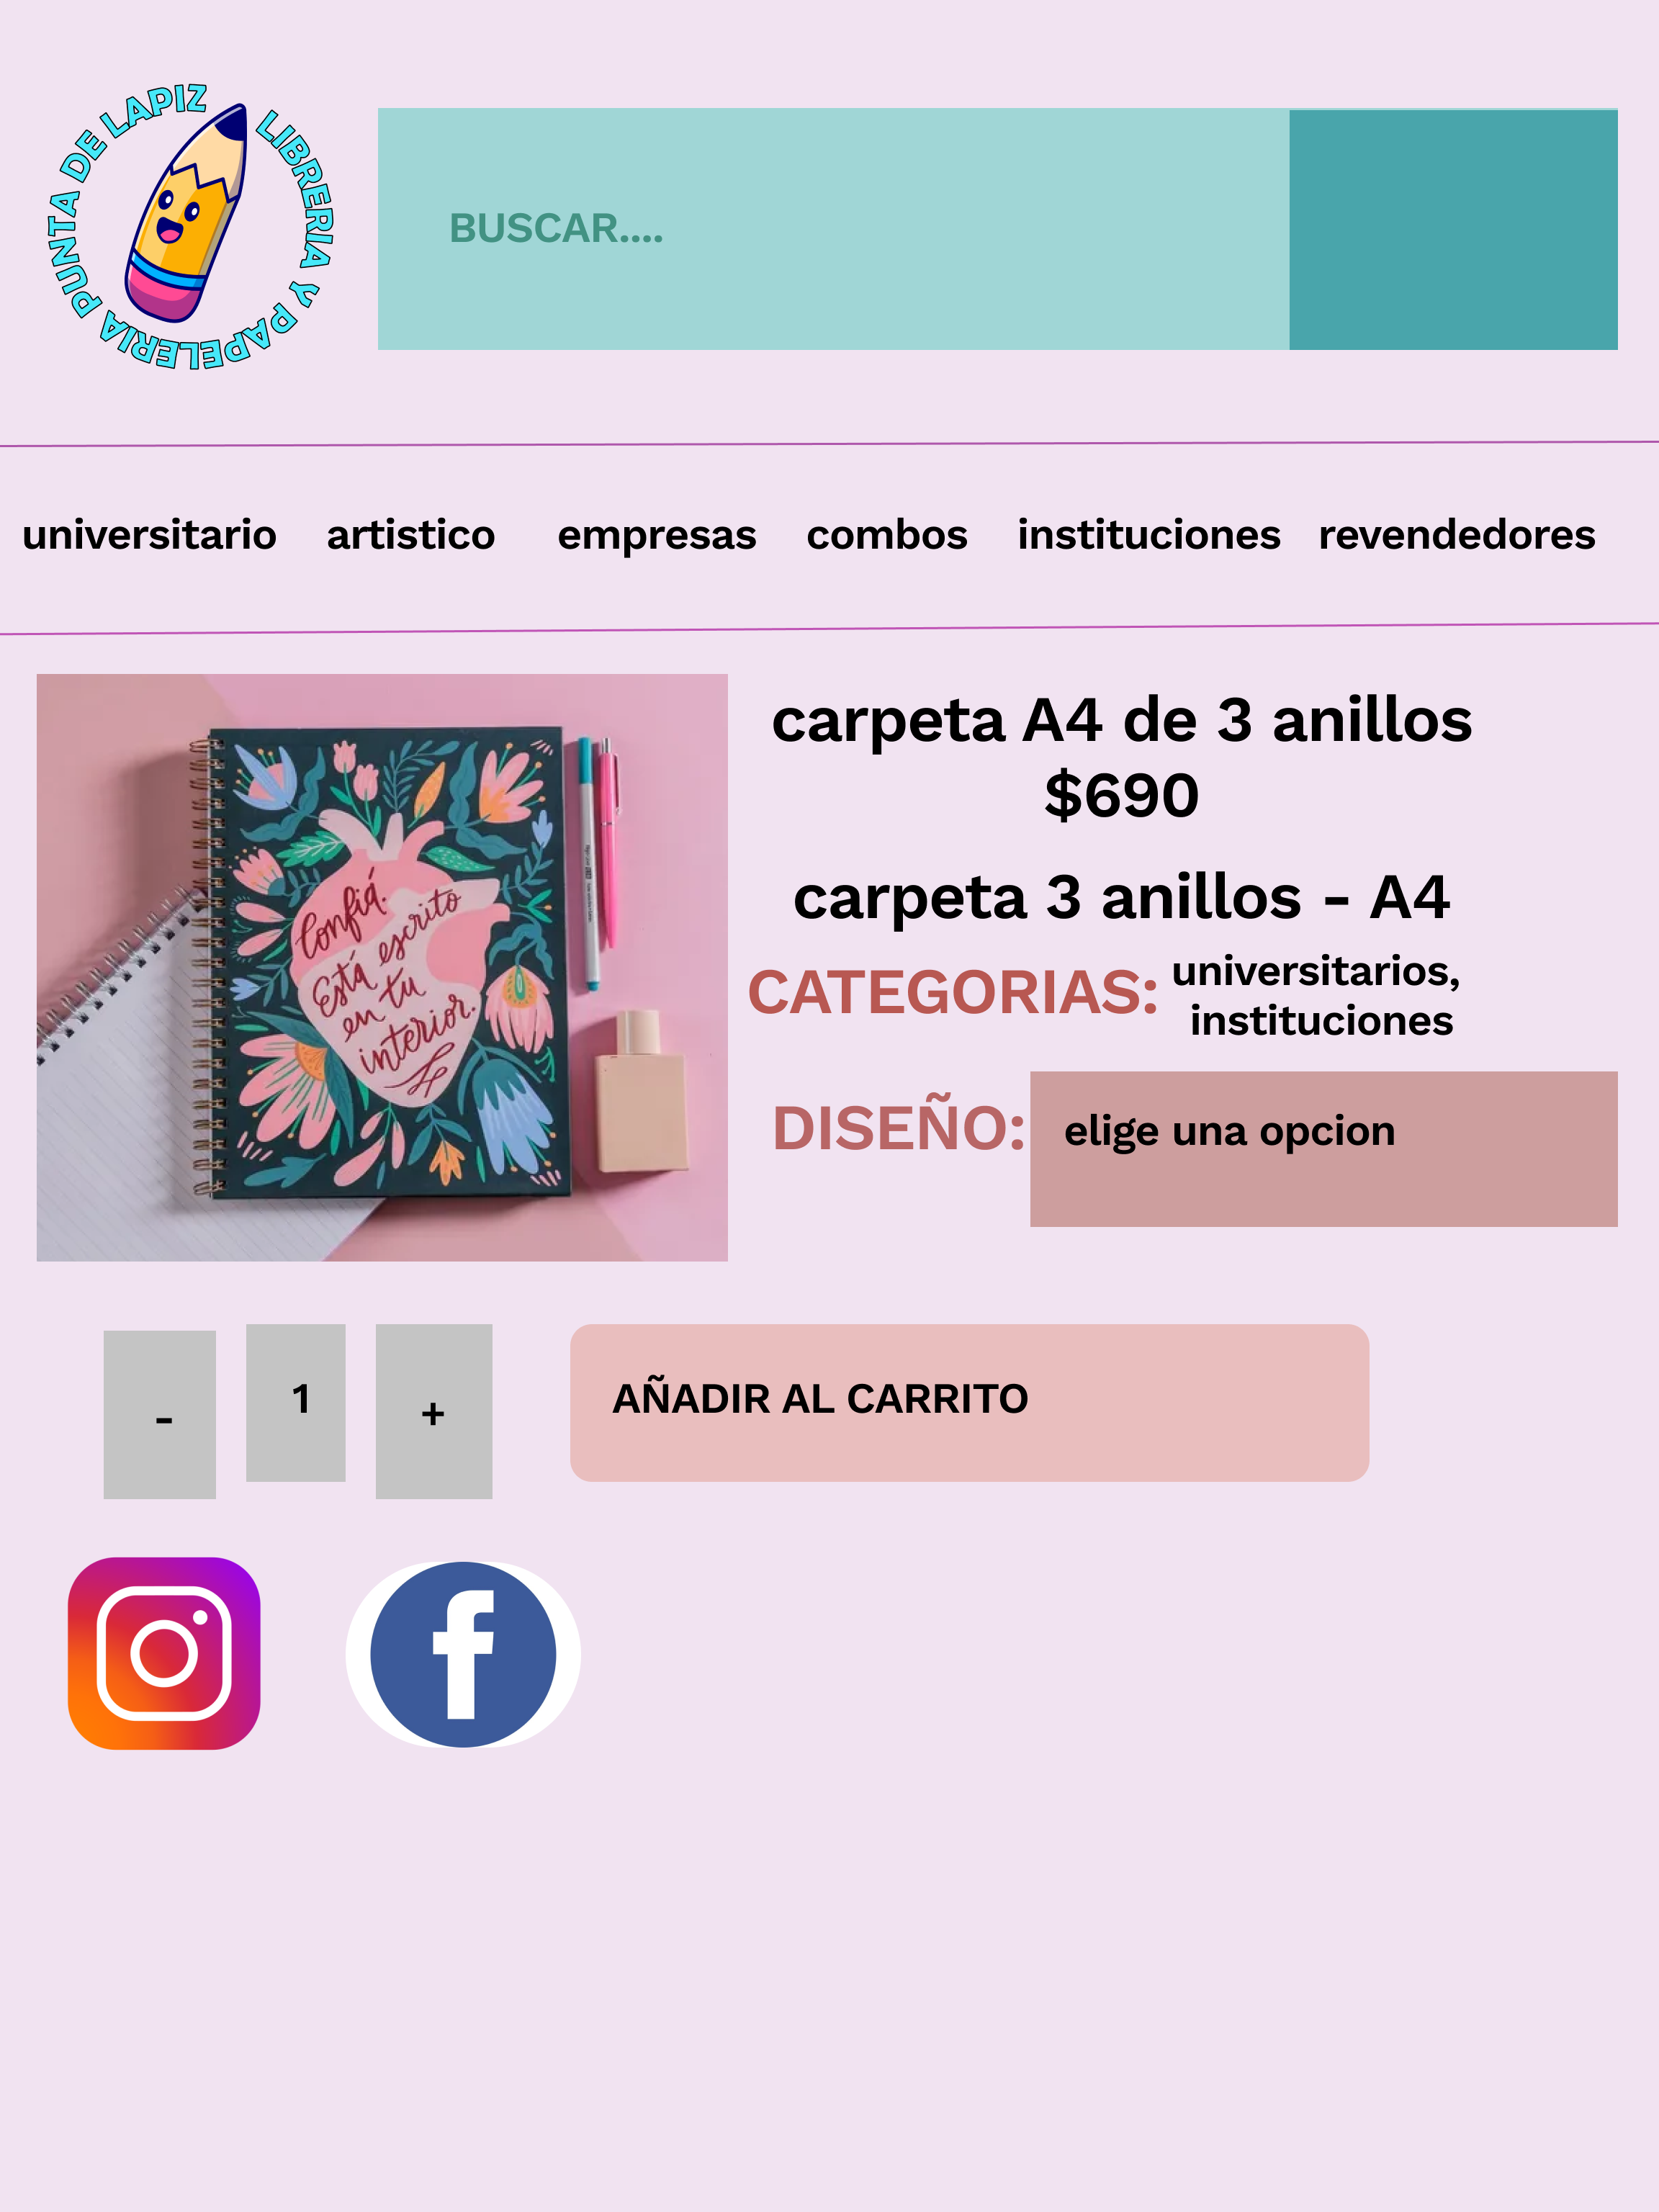 LIBRERIA Y PAPELERIA PUNTA DE LAPIZ
BUSCAR....
universitario artistico empresas combos instituciones revendedores
Confiá.
Está escrito
en tu
interior.
carpeta A4 de 3 anillos
$690
carpeta 3 anillos - A4
CATEGORIAS: universitarios,
instituciones
DISEÑO: elige una opcion
- 1 + AÑADIR AL CARRITO